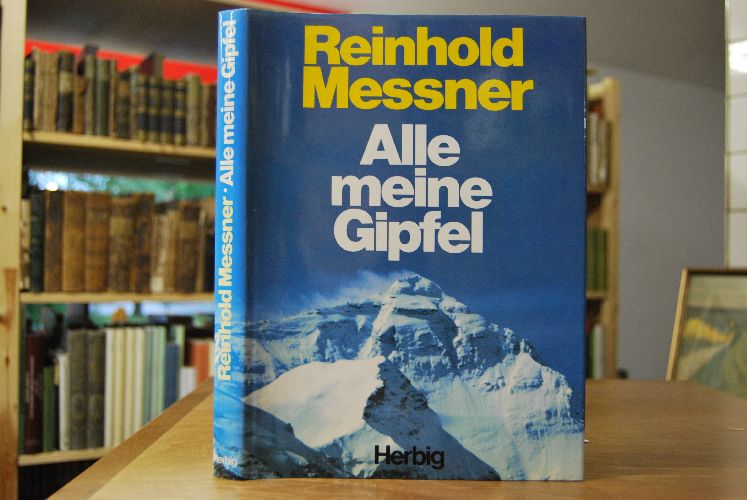 Reinhold
Messner
Alle
meine
Gipfel
Herbig
Reinhold Messner · Alle meine Gipfel
Herbig